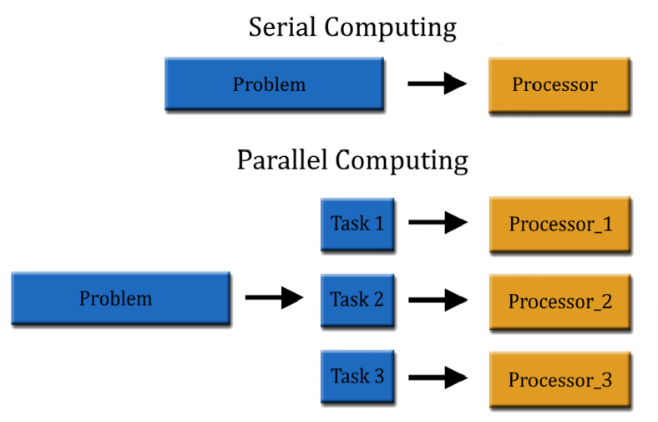 Serial Computing
Problem
Processor
Parallel Computing
Task 1
Processor_1
Problem
Task 2
Processor_2
Task 3
Processor_3